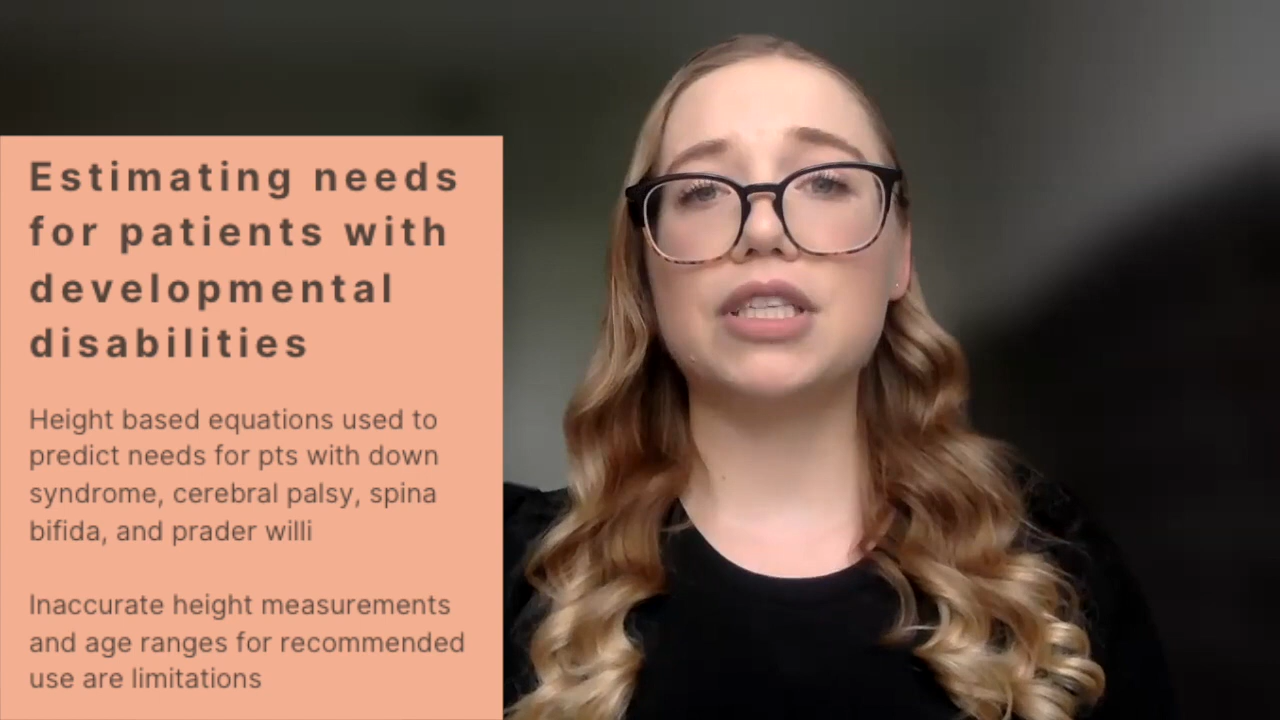 Estimating needs
for patients with
developmental
disabilities
Height based equations used to
predict needs for pts with down
syndrome, cerebral palsy, spina
bifida, and prader willi
Inaccurate height measurements
and age ranges for recommended
use are limitations